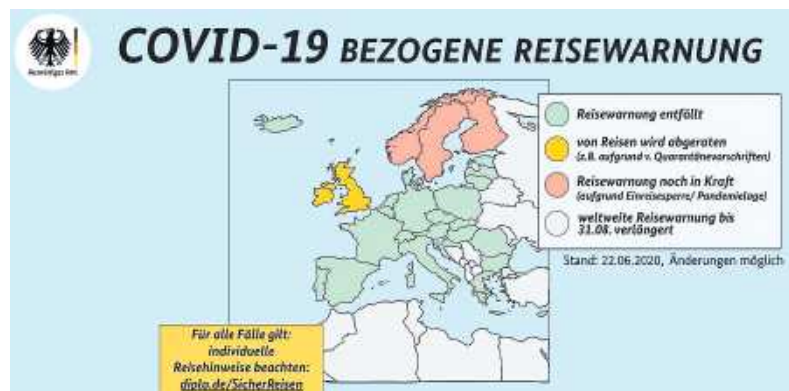 Auswärtiges Amt
COVID-19 BEZOGENE REISEWARNUNG
Reisewarnung entfällt
von Reisen wird abgeraten
(z.B. aufgrund v. Quarantänevorschriften)
Reisewarnung noch in Kraft
(aufgrund Einreisesperre/ Pandemielage)
weltweite Reisewarnung bis
31.08. verlängert
Stand: 22.06.2020, Änderungen möglich
Für alle Fälle gilt:
individuelle
Reisehinweise beachten:
diplo.de/SicherReisen